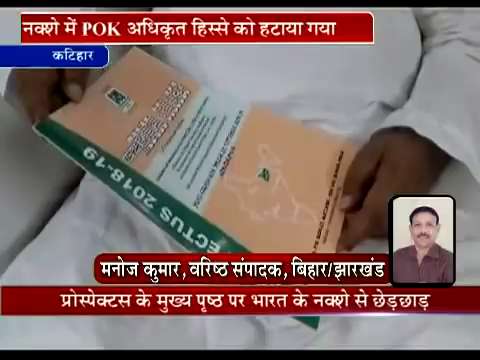 नक्शे में POK अधिकृत हिस्से को हटाया गया
कटिहार
ECTUS 2018-19
मनोज कुमार, वरिष्ठ संपादक, बिहार/झारखंड
प्रोस्पेक्टस के मुख्य पृष्ठ पर भारत के नक्शे से छेड़छाड़